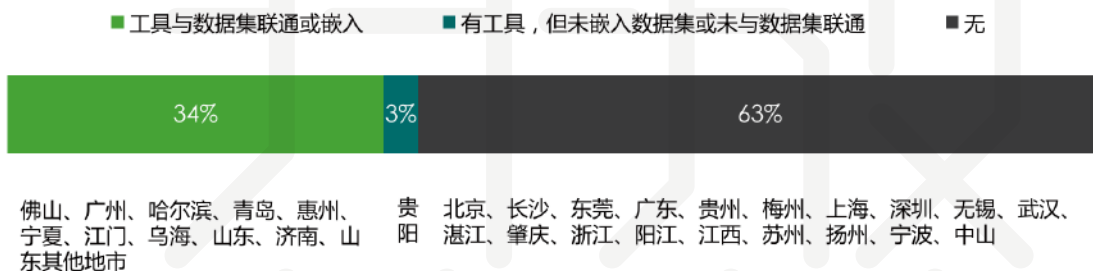 工具与数据集联通或嵌入 有工具，但未嵌入数据集或未与数据集联通 无
34% 3% 63%
佛山、广州、哈尔滨、青岛、惠州、
宁夏、江门、乌海、山东、济南、山
东其他地市
贵
阳
北京、长沙、东莞、广东、贵州、梅州、上海、深圳、无锡、武汉、
湛江、肇庆、浙江、阳江、江西、苏州、扬州、宁波、中山